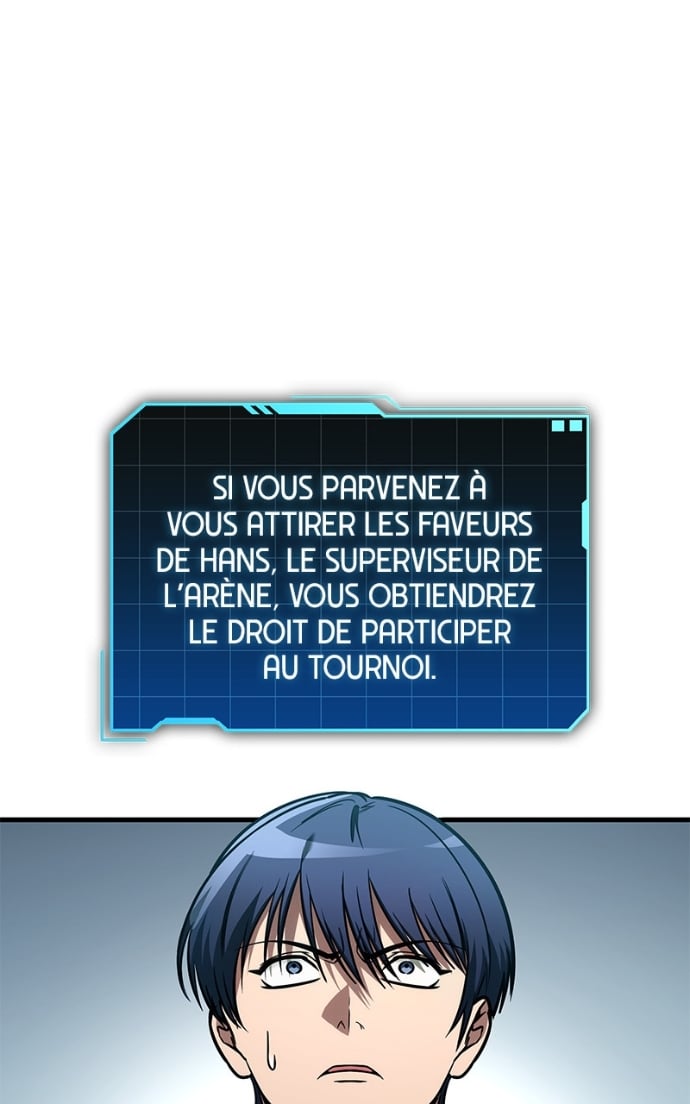 SI VOUS PARVENEZ À
VOUS ATTIRER LES FAVEURS
DE HANS, LE SUPERVISEUR DE
L'ARÈNE, VOUS OBTIENDREZ
LE DROIT DE PARTICIPER
AU TOURNOI.